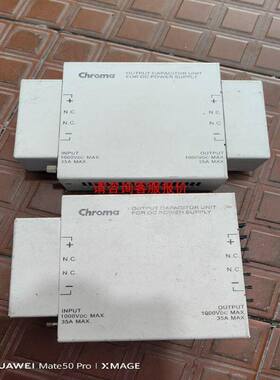 Chroma
OUTPUT CAPACITOR UNIT
FOR DC POWER SUPPLY
+
+
N.C.
N.C.
N.C.
N.C.
-
-
INPUT
1000Vdc MAX
35A MAX
OUTPUT
1000Vdc MAX
35A MAX
请咨询客服报价
Chroma
OUTPUT CAPACITOR UNIT
FOR DC POWER SUPPLY
+
+
N.C.
N.C.
N.C.
N.C.
-
-
INPUT
1000Vdc MAX
35A MAX
OUTPUT
1000Vdc MAX
35A MAX
HUAWEI Mate50 Pro | XMAGE